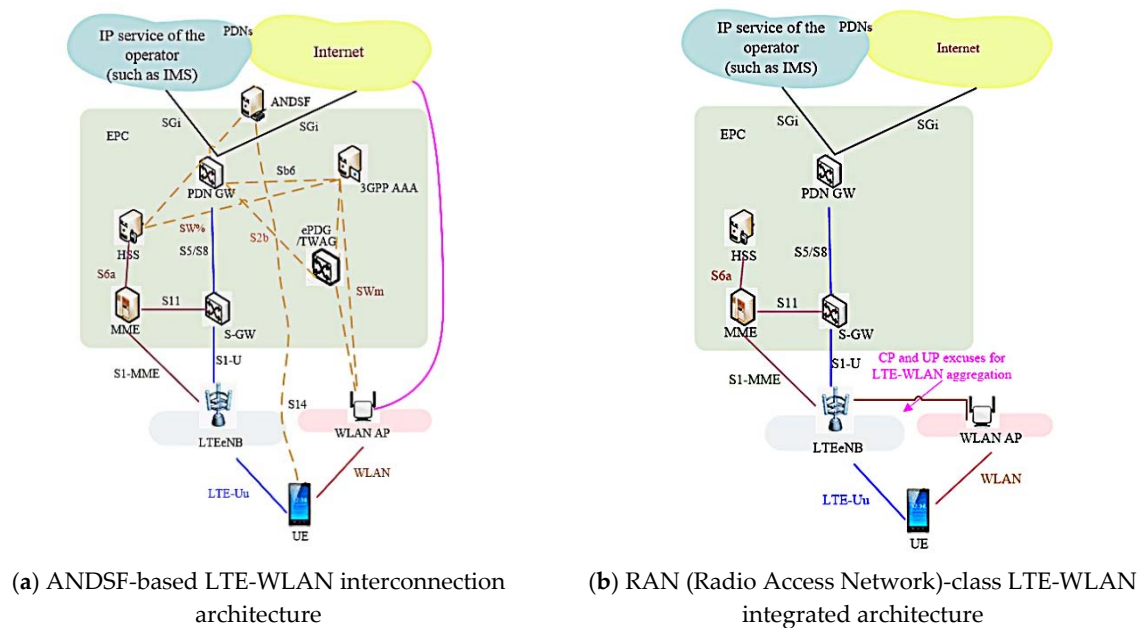 IP service of the
operator
(such as IMS)
PDNs
Internet
ANDSF
SGi
SGi
EPC
Sb6
3GPP AAA
PDN GW
SW%
S2b
ePDG
/TWAG
HSS
S5/S8
S6a
SWm
S11
MME
S-GW
S1-U
S1-MME
S14
LTEeNB
WLAN AP
LTE-Uu
WLAN
UE
(a) ANDSF-based LTE-WLAN interconnection
architecture
IP service of the
operator
(such as IMS)
PDNs
Internet
SGi
SGi
EPC
PDN GW
HSS
S5/S8
S6a
S11
MME
S-GW
S1-U
CP and UP excuses for
LTE-WLAN aggregation
S1-MME
LTEeNB
WLAN AP
LTE-Uu
WLAN
UE
(b) RAN (Radio Access Network)-class LTE-WLAN
integrated architecture